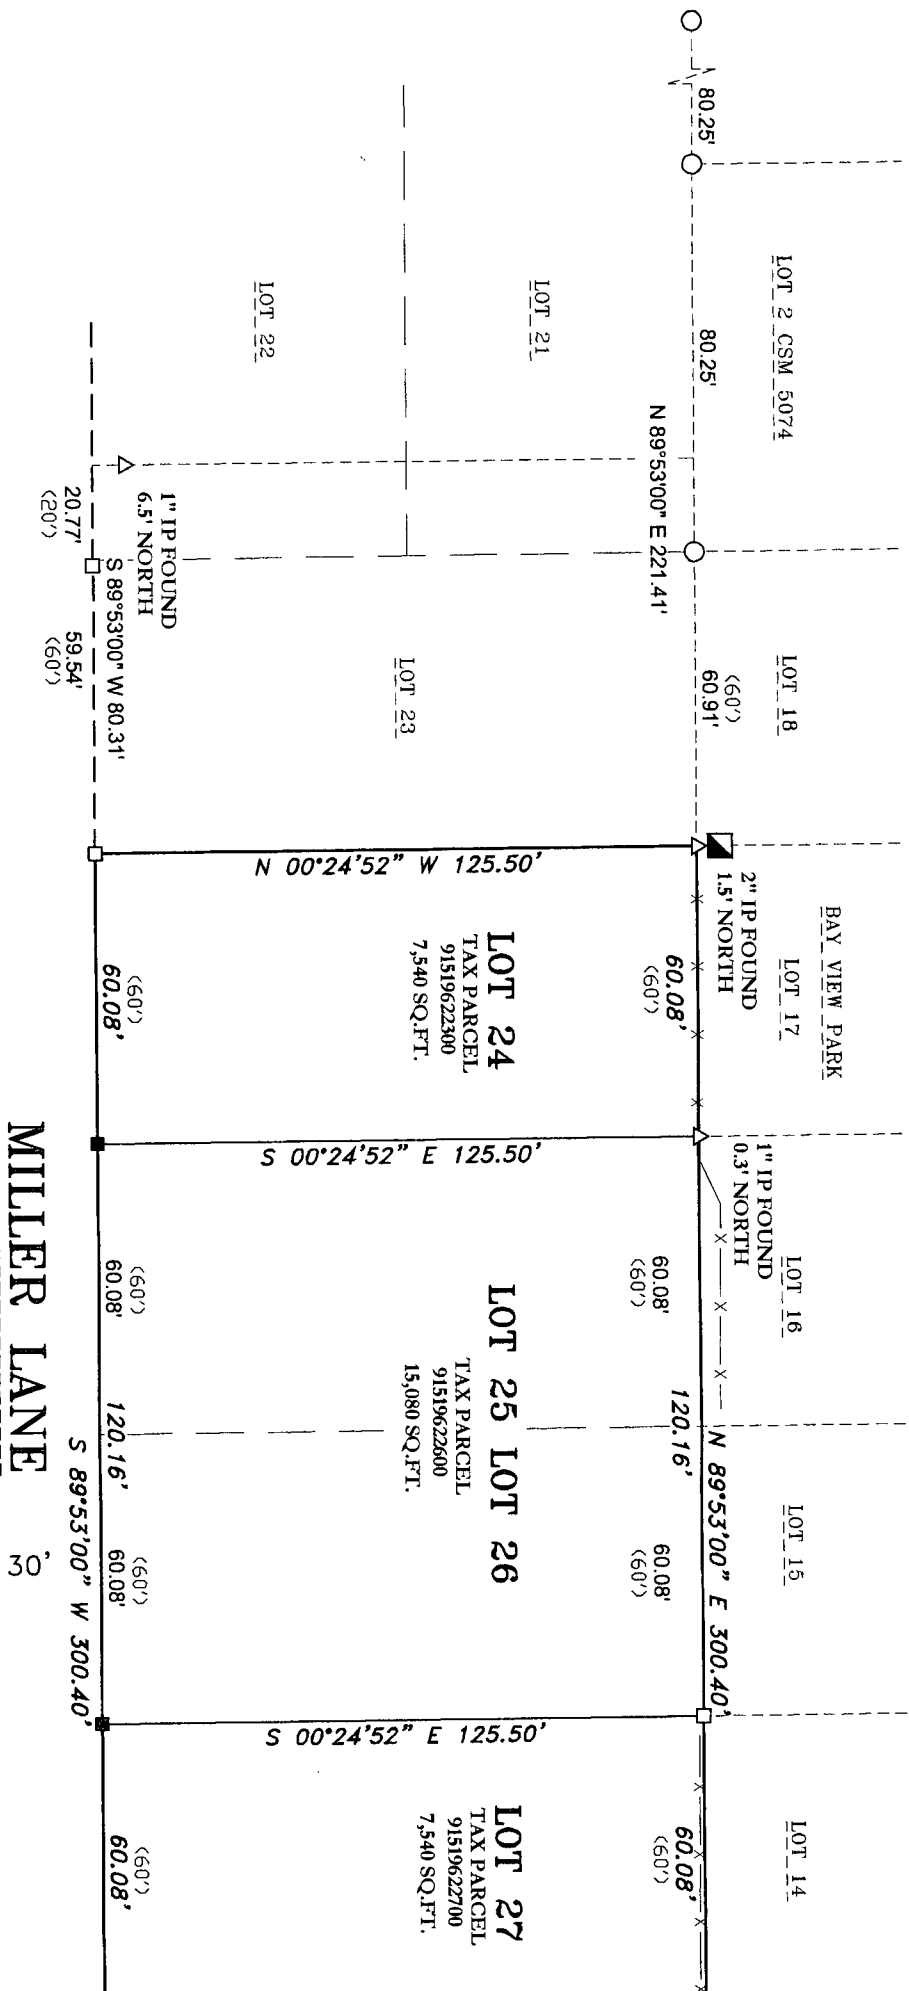 80.25'
80.25'
LOT 2 CSM 5074
LOT 22
LOT 21
N 89°53'00" E 221.41'
1" IP FOUND
6.5' NORTH
20.77'
(20')
S 89°53'00" W 80.31'
59.54'
(60')
LOT 23
(60')
60.91'
LOT 18
N 00°24'52" W 125.50'
2" IP FOUND
1.5' NORTH
BAY VIEW PARK
LOT 17
LOT 24
TAX PARCEL
91519622300
7,540 SQ.FT.
60.08'
(60')
(60')
60.08'
S 00°24'52" E 125.50'
1" IP FOUND
0.3' NORTH
LOT 16
60.08'
(60')
(60')
60.08'
LOT 25 LOT 26
TAX PARCEL
91519622600
15,080 SQ.FT.
120.16'
120.16'
N 89°53'00" E 300.40'
S 89°53'00" W 300.40'
LOT 15
60.08'
(60')
(60')
60.08'
MILLER LANE
30'
S 00°24'52" E 125.50'
LOT 27
TAX PARCEL
91519622700
7,540 SQ.FT.
60.08'
(60')
(60')
60.08'
LOT 14